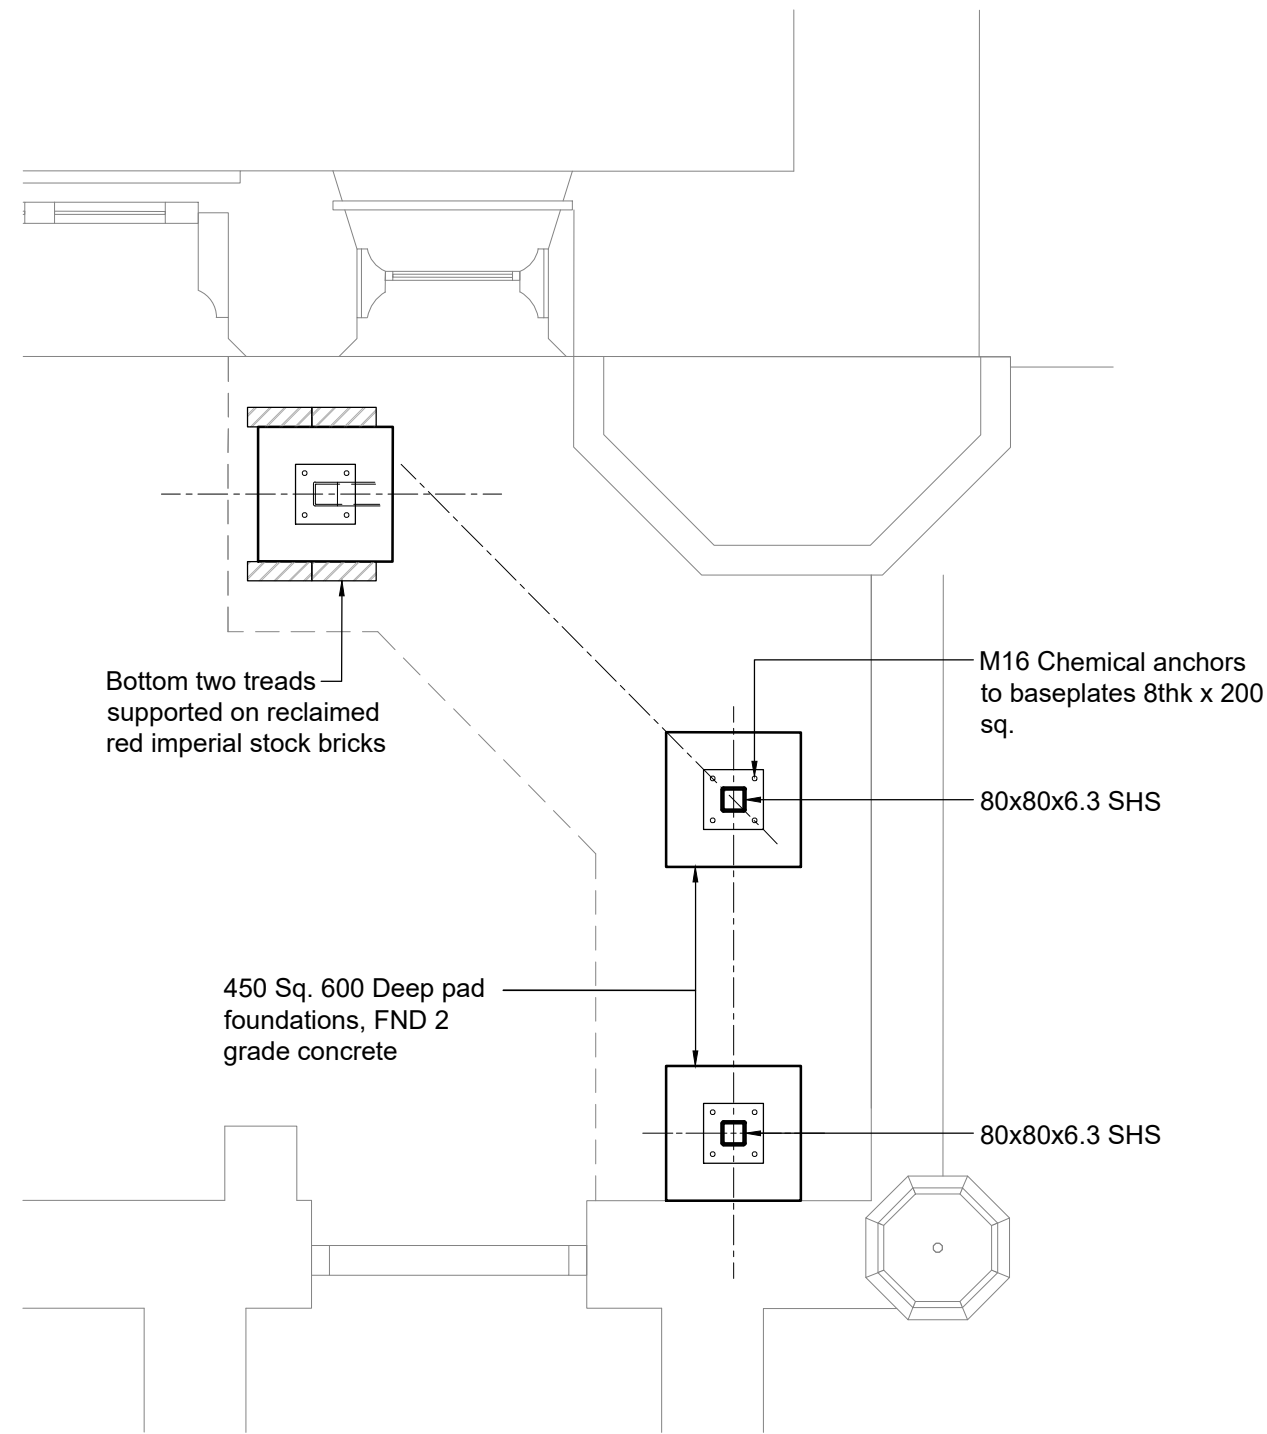 M16 Chemical anchors
to baseplates 8thk x 200
sq.
Bottom two treads
supported on reclaimed
red imperial stock bricks
80x80x6.3 SHS
450 Sq. 600 Deep pad
foundations, FND 2
grade concrete
80x80x6.3 SHS